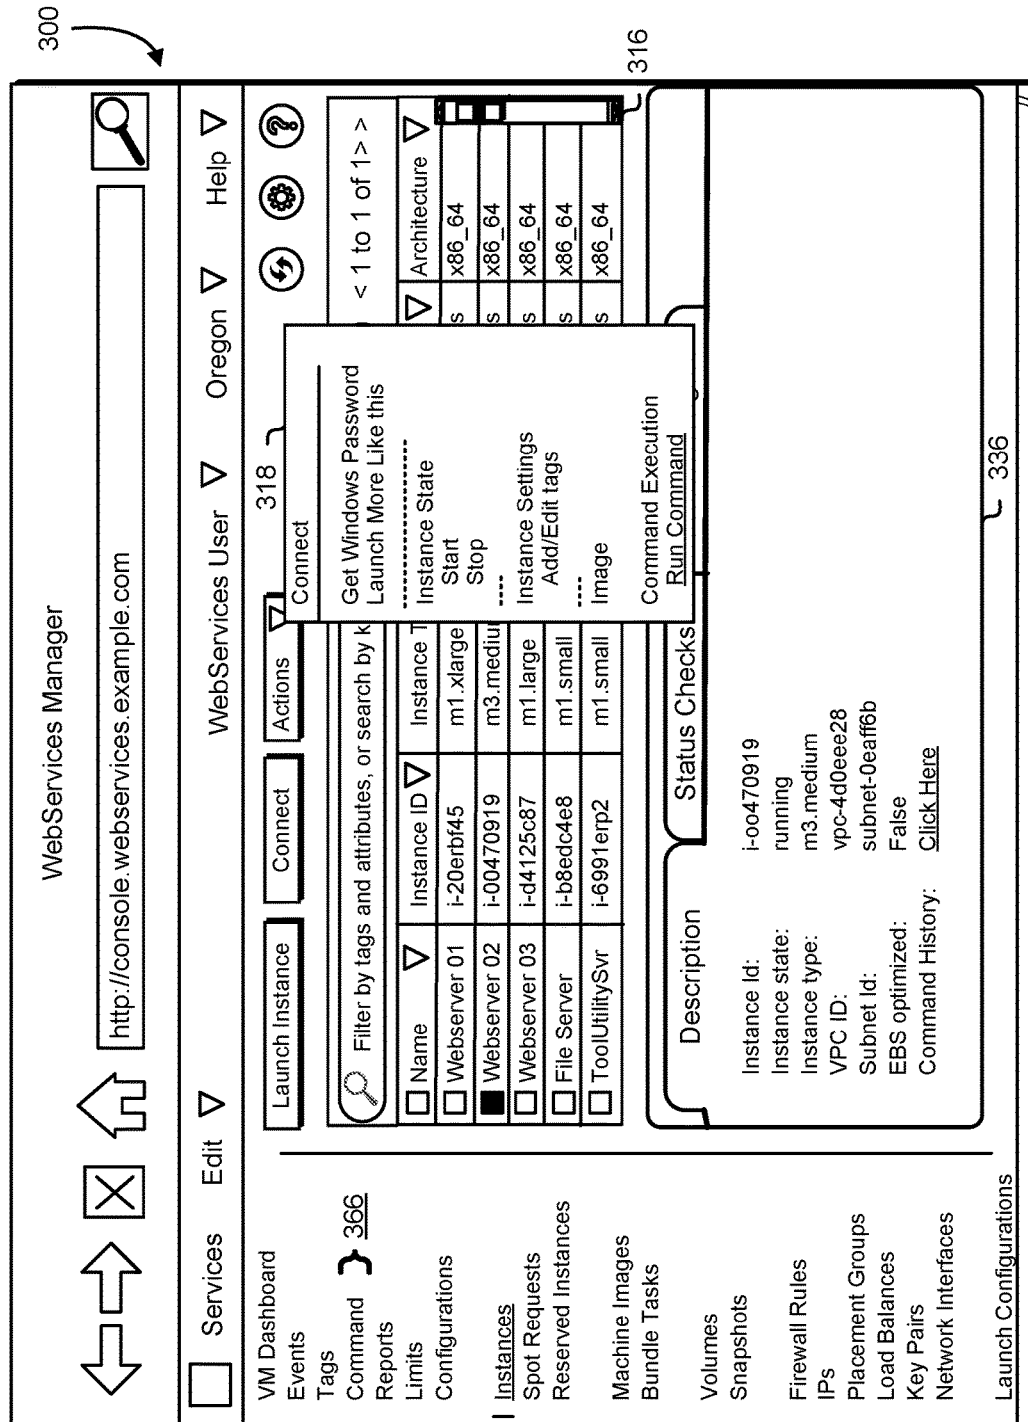 300
WebServices Manager
http://console.webservices.example.com
Services Edit WebServices User Oregon Help
VM Dashboard
Events
Tags
Command
Reports
366
Limits
Configurations
Instances
Spot Requests
Reserved Instances
Machine Images
Bundle Tasks
Volumes
Snapshots
Firewall Rules
IPs
Placement Groups
Load Balances
Key Pairs
Network Interfaces
Launch Configurations
Launch Instance Connect Actions
318
?
Filter by tags and attributes, or search by k
< 1 to 1 of 1> >
Name Instance ID Instance T Architecture
Webserver 01 i-20erbf45 m1.xlarge s x86_64
Webserver 02 i-00470919 m3.mediu s x86_64
Webserver 03 i-d4125c87 m1.large s x86_64
File Server i-b8edc4e8 m1.small s x86_64
ToolUtilitySvr i-6991erp2 m1.small s x86_64
316
Connect
Get Windows Password
Launch More Like this
Instance State
Start
Stop
Instance Settings
Add/Edit tags
Image
Command Execution
Run Command
Description Status Checks
Instance Id: i-oo470919
Instance state: running
Instance type: m3.medium
VPC ID: vpc-4d0eee28
Subnet Id: subnet-0eaff6b
EBS optimized: False
Command History: Click Here
336